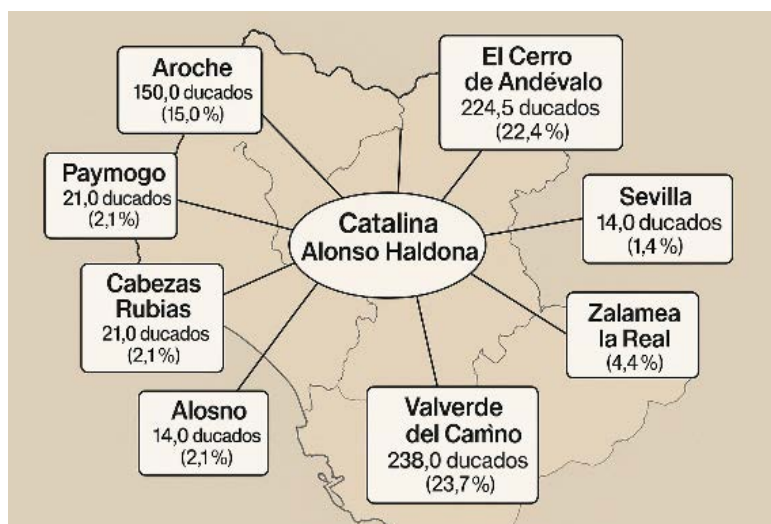 Aroche
150,0 ducados
(15,0 %)
El Cerro
de Andévalo
224,5 ducados
(22,4 %)
Paymogo
21,0 ducados
(2,1 %)
Catalina
Alonso Haldona
Sevilla
14,0 ducados
(1,4 %)
Cabezas
Rubias
21,0 ducados
(2,1 %)
Zalamea
la Real
(4,4 %)
Alosno
14,0 ducados
(2,1 %)
Valverde
del Camino
238,0 ducados
(23,7 %)